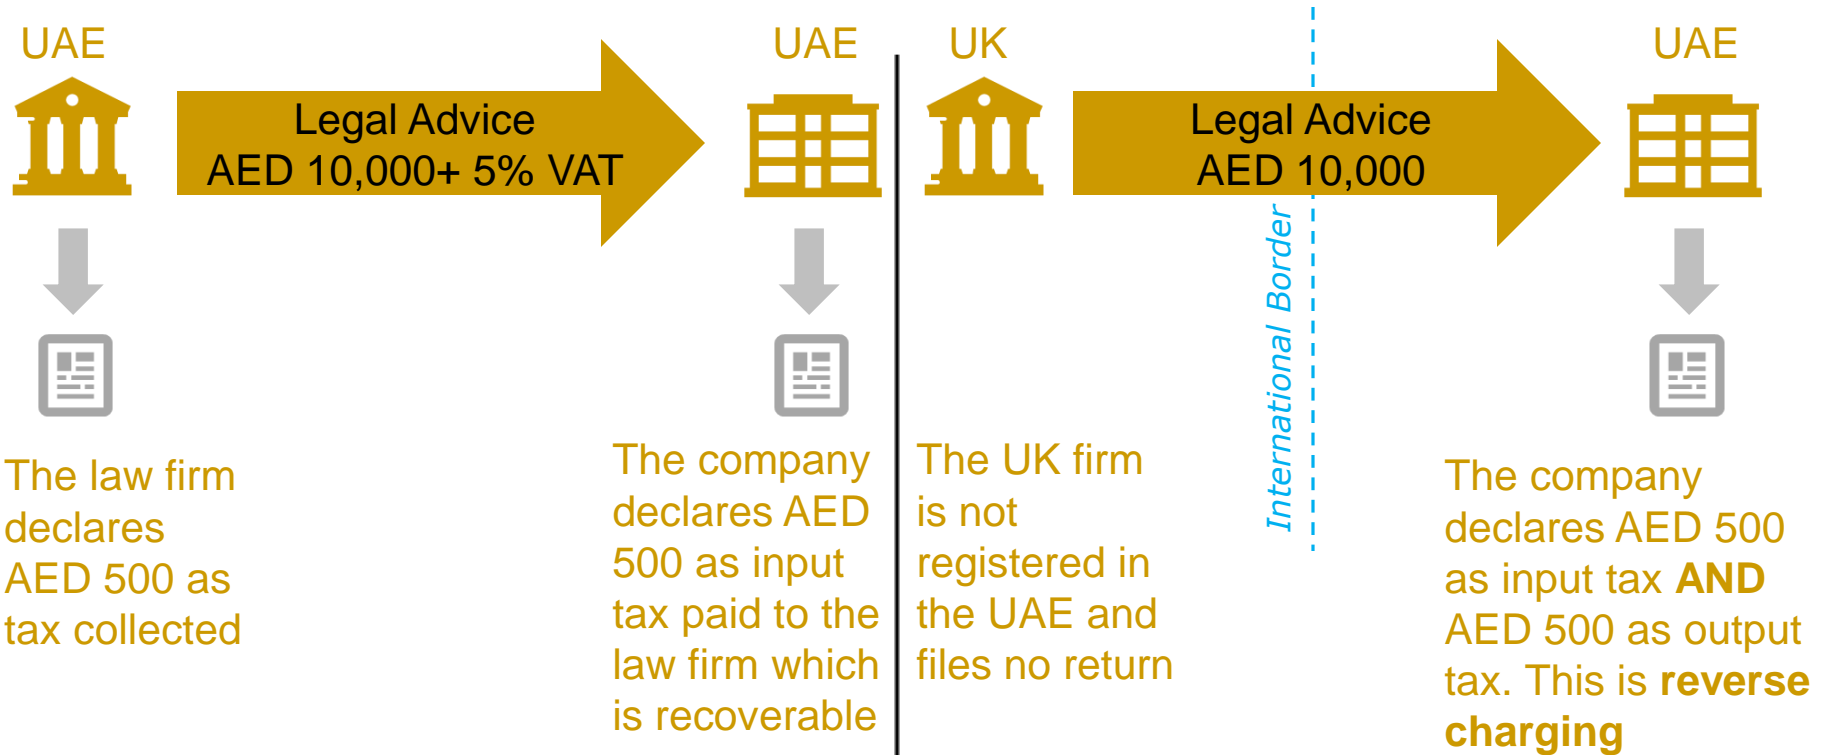 UAE
UAE
Legal Advice
AED 10,000+ 5% VAT
The law firm
declares
AED 500 as
tax collected
The company
declares AED
500 as input
tax paid to the
law firm which
is recoverable
UK
UAE
Legal Advice
AED 10,000
International Border
The UK firm
is not
registered in
the UAE and
files no return
The company
declares AED 500
as input tax AND
AED 500 as output
tax. This is reverse
charging